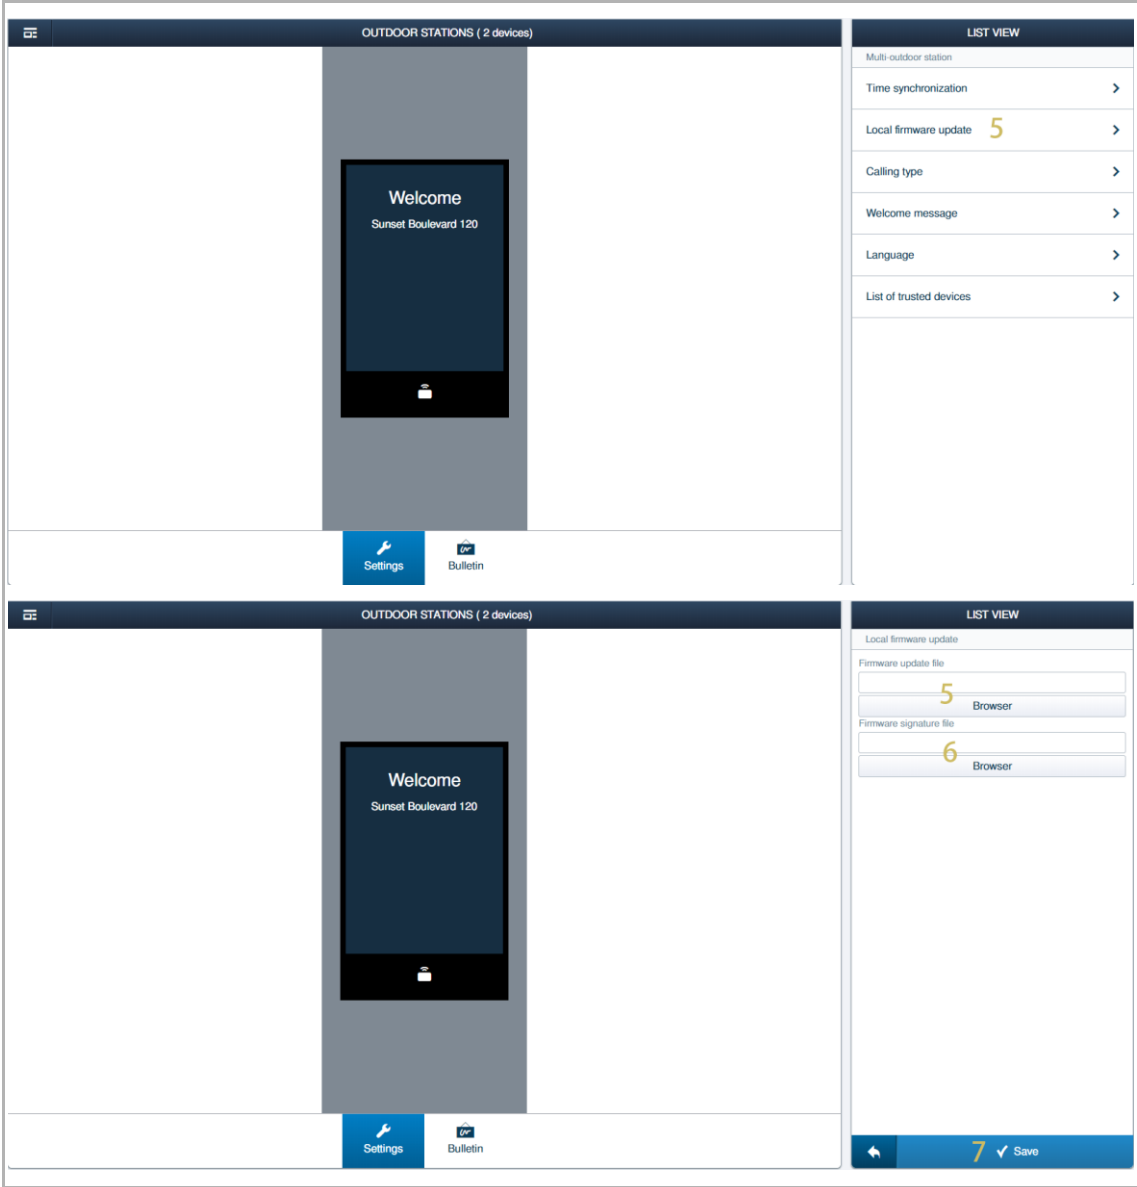 OUTDOOR STATIONS ( 2 devices)
Welcome
Sunset Boulevard 120
Settings
Bulletin
LIST VIEW
Multi-outdoor station
Time synchronization
Local firmware update 5
Calling type
Welcome message
Language
List of trusted devices
OUTDOOR STATIONS ( 2 devices)
Welcome
Sunset Boulevard 120
Settings
Bulletin
LIST VIEW
Local firmware update
Firmware update file
5
Browser
Firmware signature file
6
Browser
7 Save